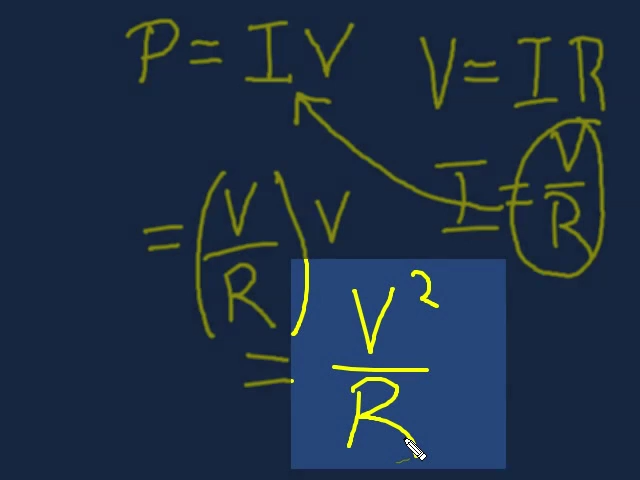 P = IV
V = IR
I = V/R
= (V/R) V
= V²/R